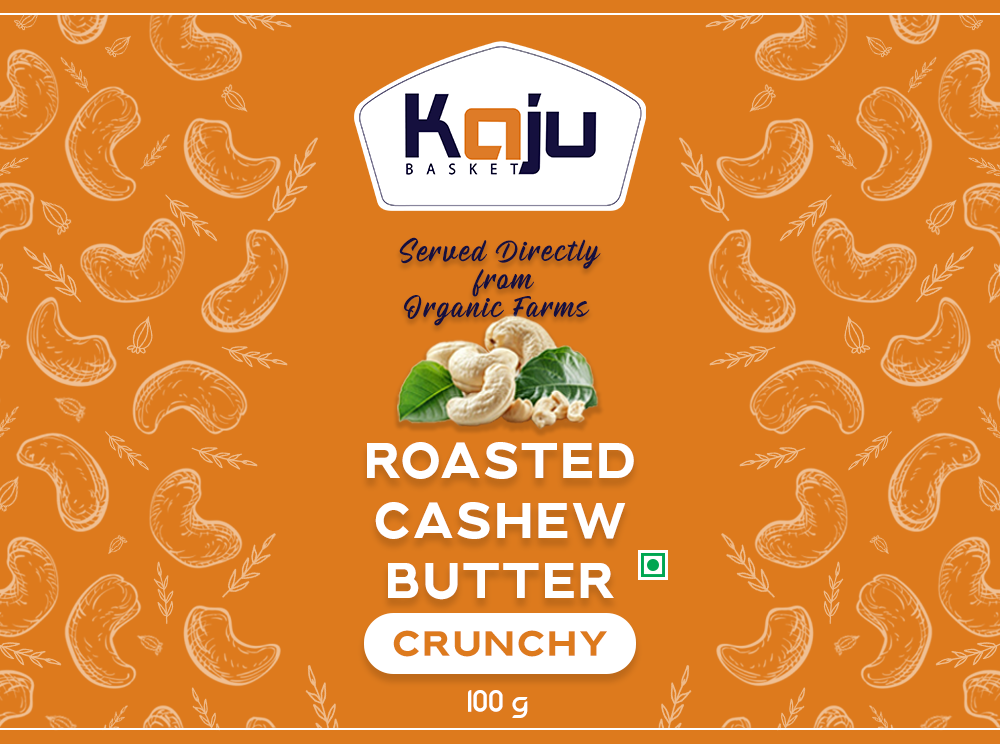 Kaju
BASKET
Served Directly
from
Organic Farms
ROASTED
CASHEW
BUTTER
CRUNCHY
100 g